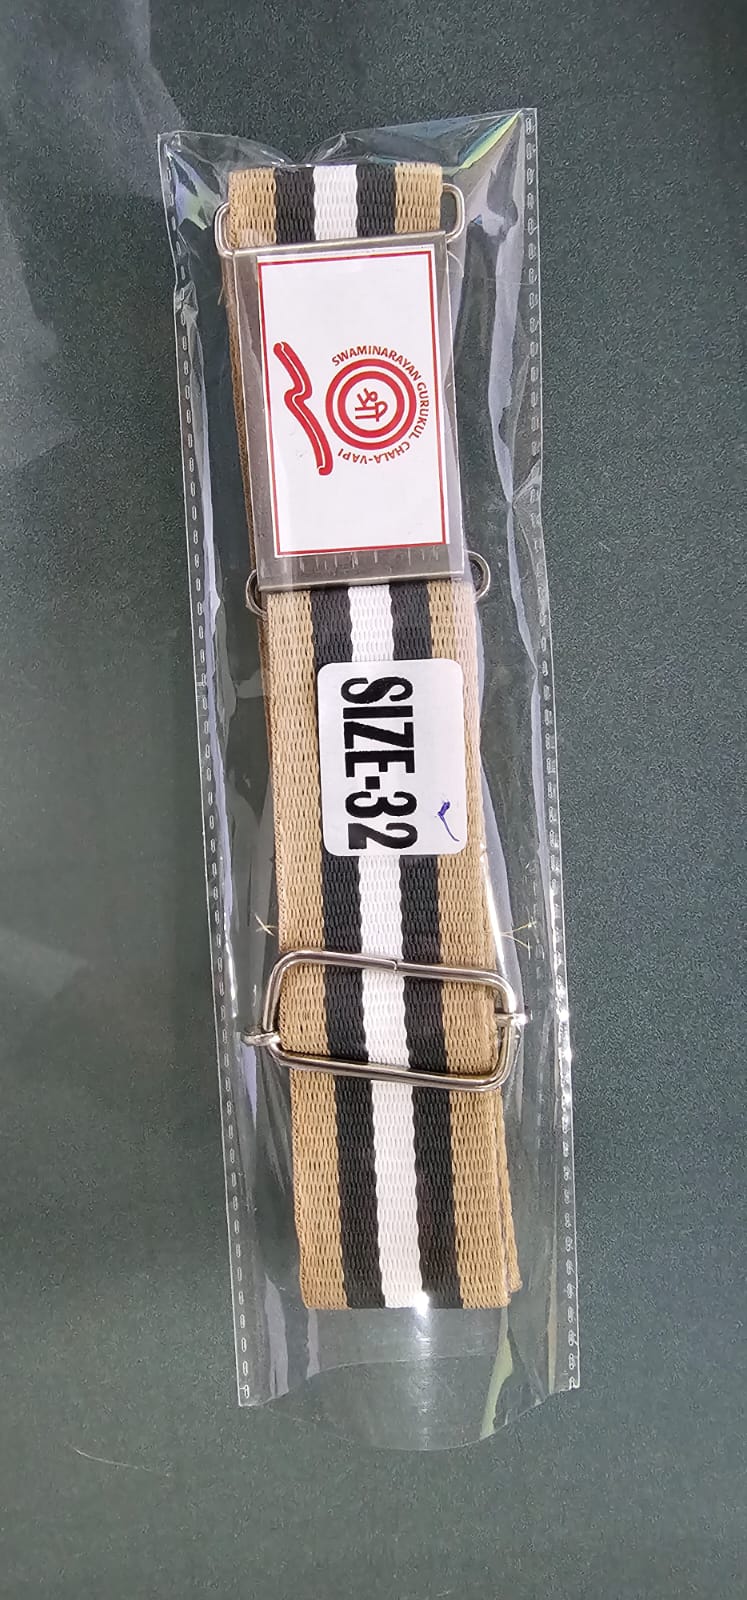 SWAMINARAYAN GURUKUL CHALA-VAPI
श्री
SIZE-32